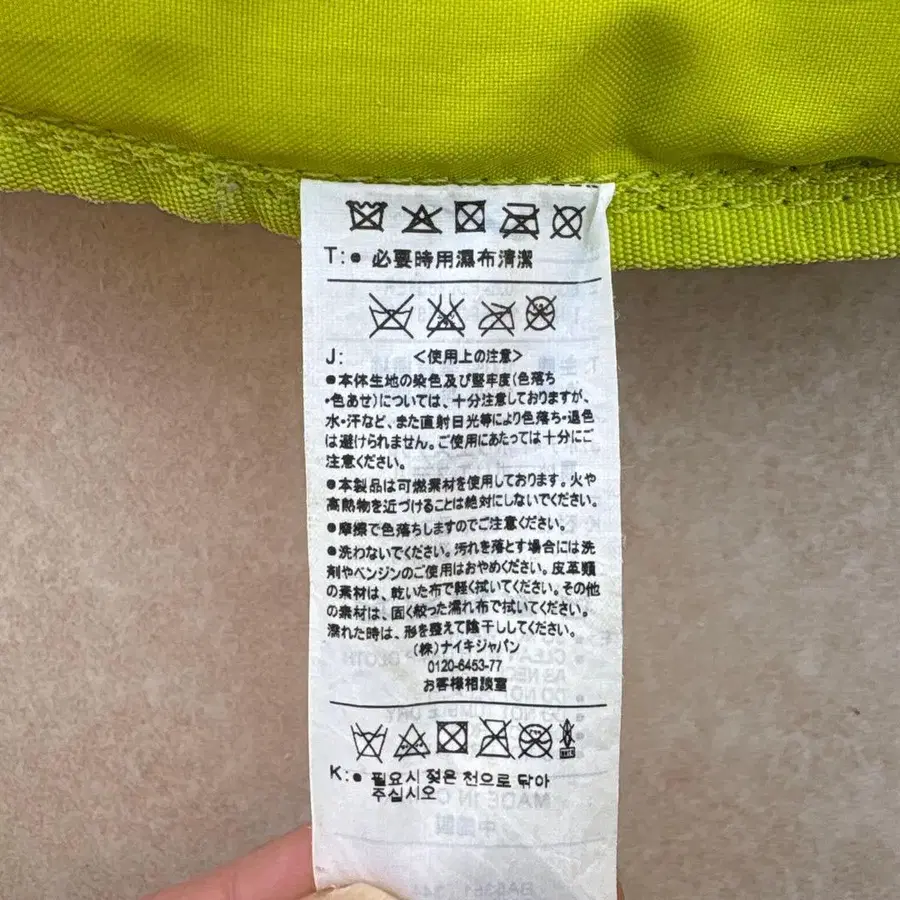 T:● 必要時用濕布清潔
J: <使用上の注意>
●本体生地の染色及び堅牢度(色落ち
・色あせ)については、十分注意しておりますが、
水・汗など、また直射日光等により色落ち・退色
は避けられません。ご使用にあたっては十分にご
注意ください。
●本製品は可燃素材を使用しております。火や
高熱物を近づけることは絶対にしないでください。
●摩擦で色落ちしますのでご注意ください。
●洗わないでください。汚れを落とす場合には洗
剤やベンジンのご使用はおやめください。皮革類
の素材は、乾いた布で軽く拭いてください。その他
の素材は、固く絞った濡れ布で拭いてください。
濡れた時は、形を整えて陰干ししてください。
(株)ナイキジャパン
0120-6453-77
お客様相談室
K:● 필요시 젖은 천으로 닦아
주십시오